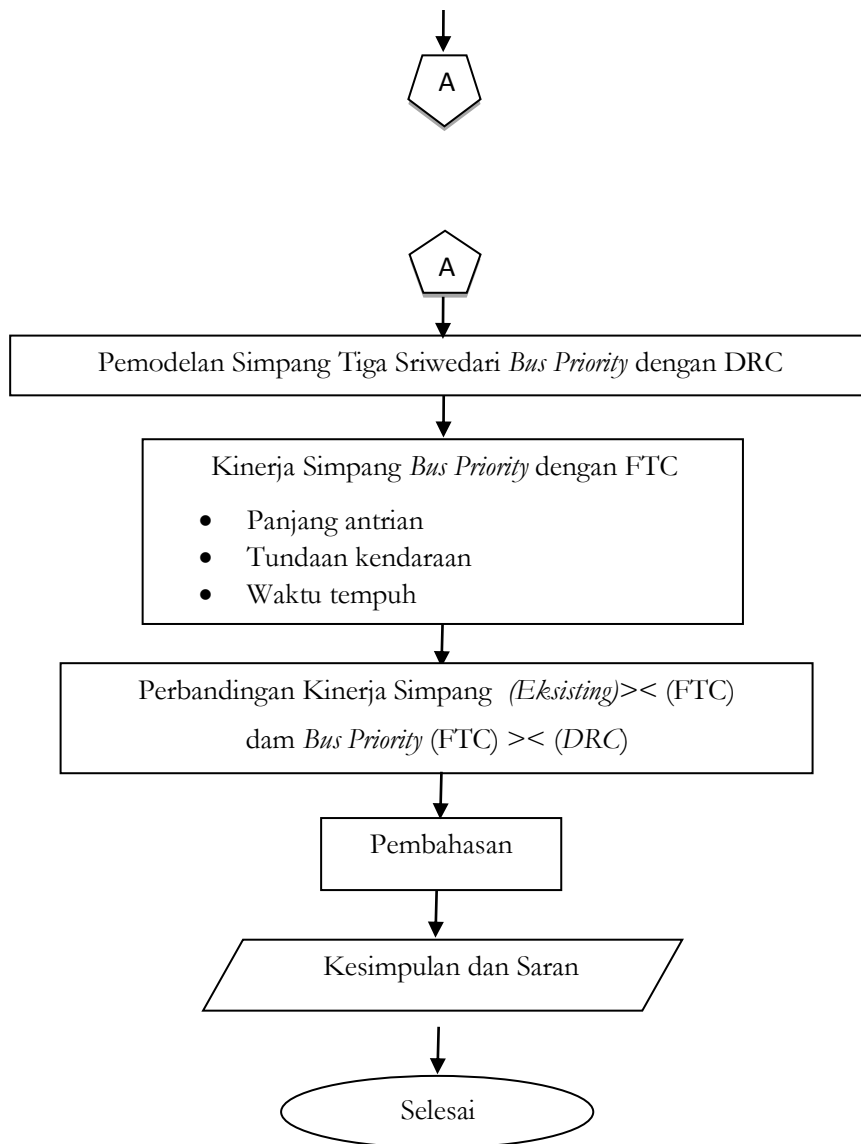 A
A
Pemodelan Simpang Tiga Sriwedari Bus Priority dengan DRC
Kinerja Simpang Bus Priority dengan FTC
• Panjang antrian
• Tundaan kendaraan
• Waktu tempuh
Perbandingan Kinerja Simpang (Eksisting)>< (FTC)
dam Bus Priority (FTC) >< (DRC)
Pembahasan
Kesimpulan dan Saran
Selesai